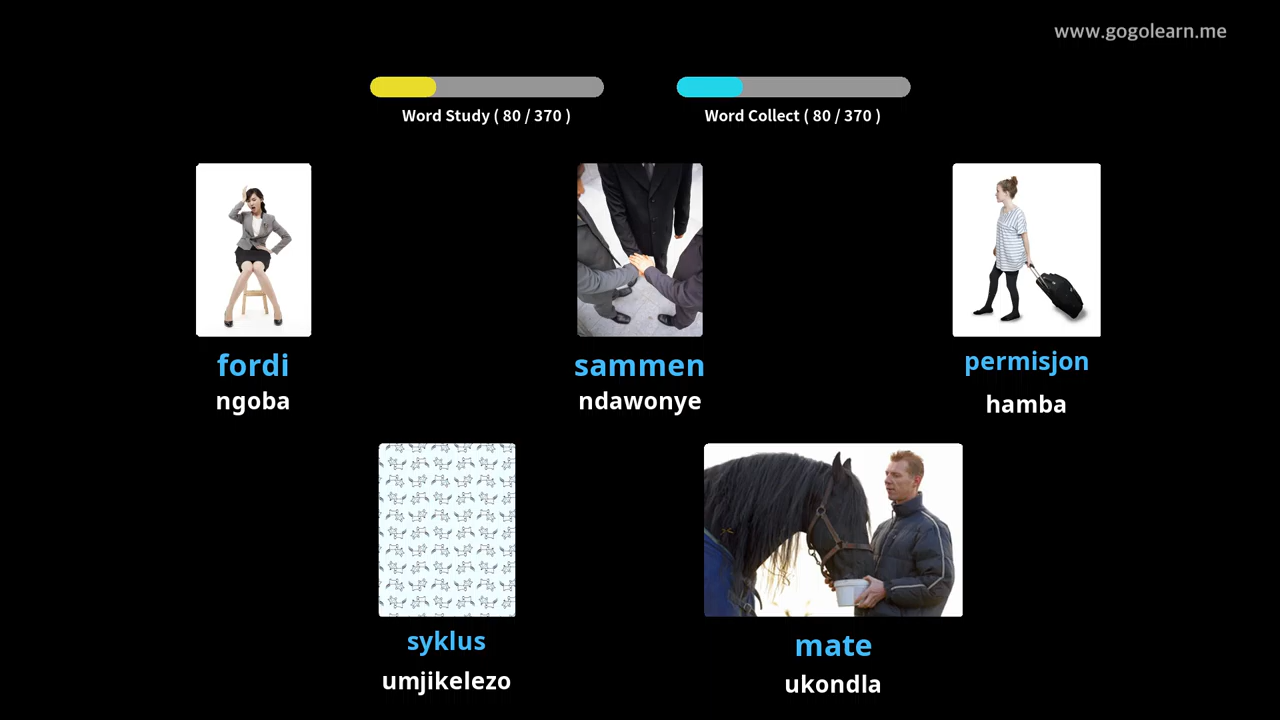 www.gogolearn.me
Word Study ( 80 / 370 )
Word Collect ( 80 / 370 )
fordi
ngoba
sammen
ndawonye
permisjon
hamba
syklus
umjikelezo
mate
ukondla